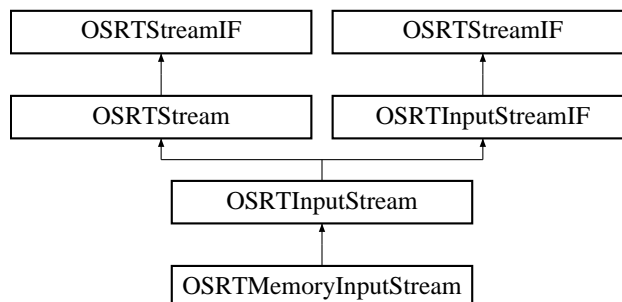 OSRTStreamIF
OSRTStreamIF
OSRTStream
OSRTInputStreamIF
OSRTInputStream
OSRTMemoryInputStream